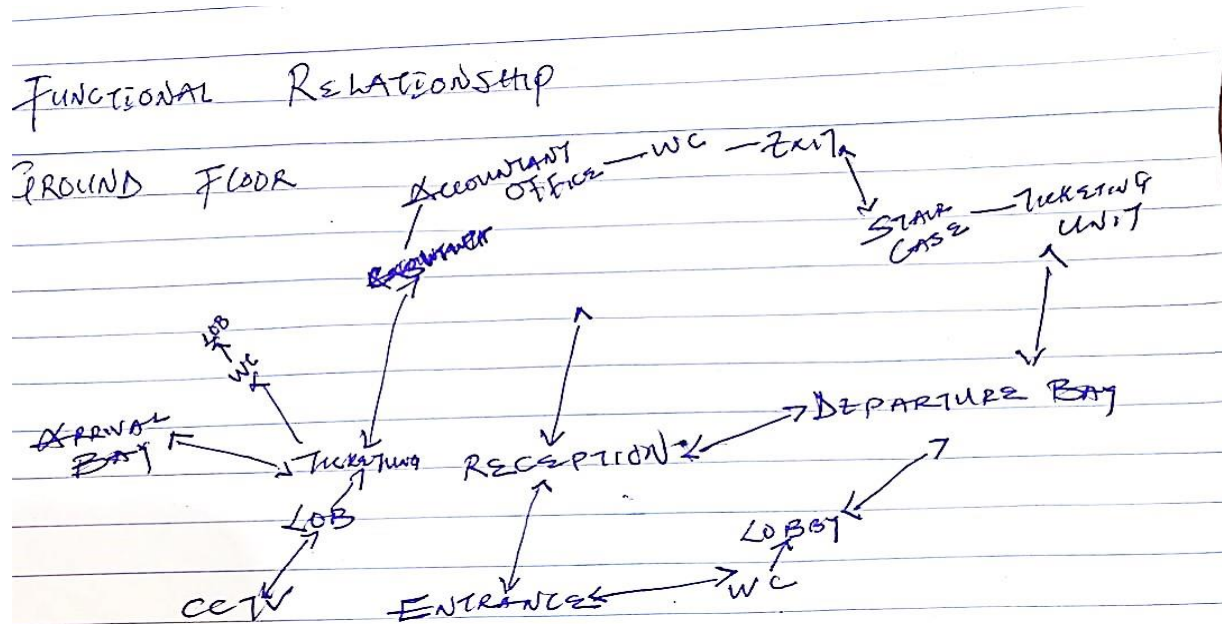 FUNCTIONAL RELATIONSHIP
GROUND FLOOR
ACCOUNTANT
OFFICE
WC
EXIT
STAIR
CASE
TICKETING
UNIT
LOB
WC
ARRIVAL
BAY
TICKETING
RECEPTION
DEPARTURE BAY
LOB
LOBBY
CCTV
ENTRANCE
WC